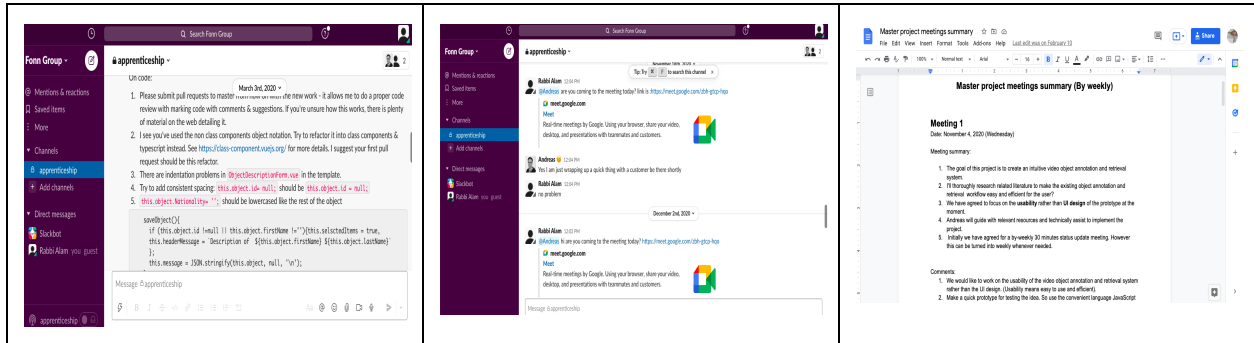 Search Fonn Group
Fonn Group
apprenticeship
2
Mentions & reactions
Saved items
More
Channels
apprenticeship
Add channels
Direct messages
Slackbot
Rabbi Alam you guest
apprenticeship
On code:
March 3rd, 2020
1. Please submit pull requests to master from now on with the new work - it allows me to do a proper code
review with marking code with comments & suggestions. If you're unsure how this works, there is plenty
of material on the web detailing it.
2. I see you've used the non class components object notation. Try to refactor it into class components &
typescript instead. See https://class-component.vuejs.org/ for more details. I suggest your first pull
request should be this refactor.
3. There are indentation problems in ObjectDescriptionForm.vue in the template.
4. Try to add consistent spacing: this.object.id= null; should be this.object.id = null;
5. this.object.Nationality= ''; should be lowercased like the rest of the object
saveObject(){
if (this.object.id !=null || this.object.firstName !=''){this.selsctedItems = true,
this.headerMessage = `Description of ${this.object.firstName} ${this.object.lastName}`
};
this.message = JSON.stringify(this.object, null, '\n');
Message apprenticeship
Search Fonn Group
Fonn Group
apprenticeship
2
Mentions & reactions
Saved items
More
Channels
apprenticeship
Add channels
Direct messages
Slackbot
Rabbi Alam you guest
November 18th, 2020
Tip: Try ⌘ F to search this channel
Rabbi Alam 12:04 PM
@Andreas are you coming to the meeting today? link is :https://meet.google.com/zbh-gtcp-hqo
meet.google.com
Meet
Real-time meetings by Google. Using your browser, share your video,
desktop, and presentations with teammates and customers.
Andreas 12:04 PM
Yes I am just wrapping up a quick thing with a customer be there shortly
Rabbi Alam 12:04 PM
no problem
December 2nd, 2020
Rabbi Alam 12:03 PM
@Andreas hi are you coming to the meeting today? https://meet.google.com/zbh-gtcp-hqo
meet.google.com
Meet
Real-time meetings by Google. Using your browser, share your video,
desktop, and presentations with teammates and customers.
Message apprenticeship
Master project meetings summary
File Edit View Insert Format Tools Add-ons Help Last edit was on February 10
Share
100% Normal text Arial 16 B I U A
Master project meetings summary (By weekly)
Meeting 1
Date: November 4, 2020 (Wednesday)
Meeting summary:
1. The goal of this project is to create an intuitive video object annotation and retrieval
system.
2. I'll thoroughly research related literature to make the existing object annotation and
retrieval workflow easy and efficient for the user?
3. We have agreed to focus on the usability rather than UI design of the prototype at the
moment.
4. Andreas will guide with relevant resources and technically assist to implement the
project.
5. Initially we have agreed for a by-weekly 30 minutes status update meeting. However
this can be turned into weekly whenever needed.
Comments:
1. We would like to work on the usability of the video object annotation and retrieval system
rather than the UI design. (Usability means easy to use and efficient).
2. Make a quick prototype for testing the idea. So use the convenient language JavaScript